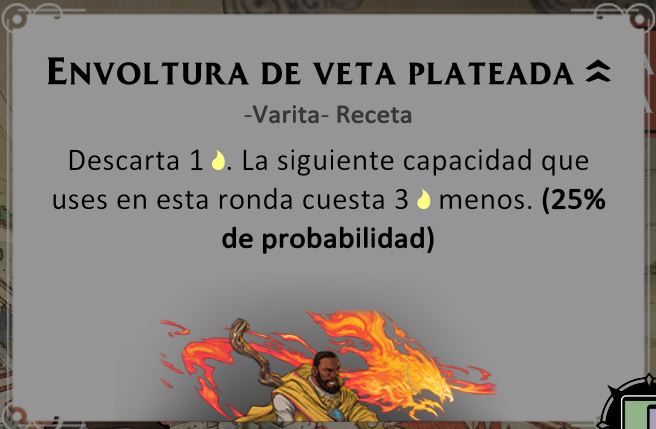 ENVOLTURA DE VETA PLATEADA
-Varita- Receta
Descarta 1 . La siguiente capacidad que
uses en esta ronda cuesta 3 menos. (25%
de probabilidad)